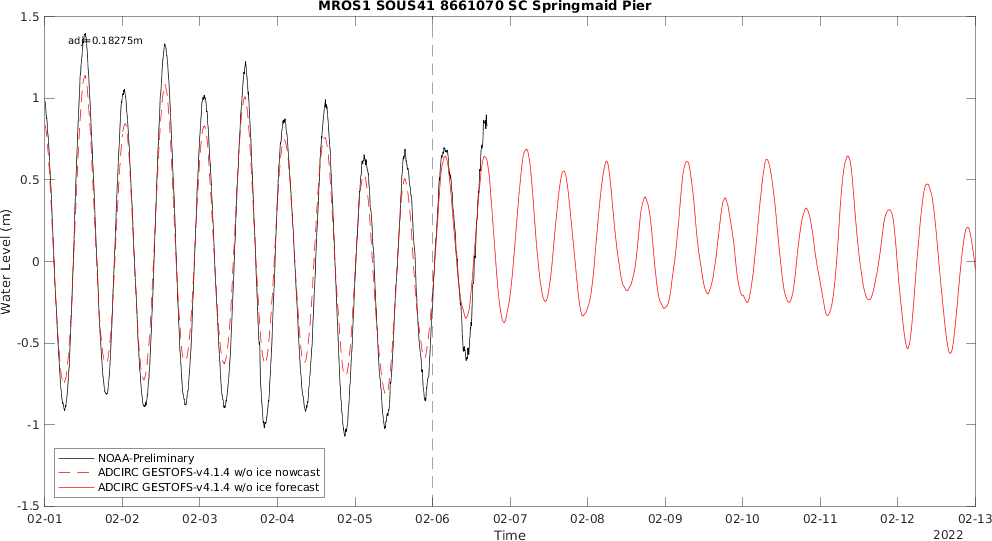 MROS1 SOUS41 8661070 SC Springmaid Pier
adj=0.18275m
1.5
1
0.5
0
-0.5
-1
-1.5
Water Level (m)
NOAA-Preliminary
ADCIRC GESTOFS-v4.1.4 w/o ice nowcast
ADCIRC GESTOFS-v4.1.4 w/o ice forecast
02-01 02-02 02-03 02-04 02-05 02-06 02-07 02-08 02-09 02-10 02-11 02-12 02-13
Time
2022